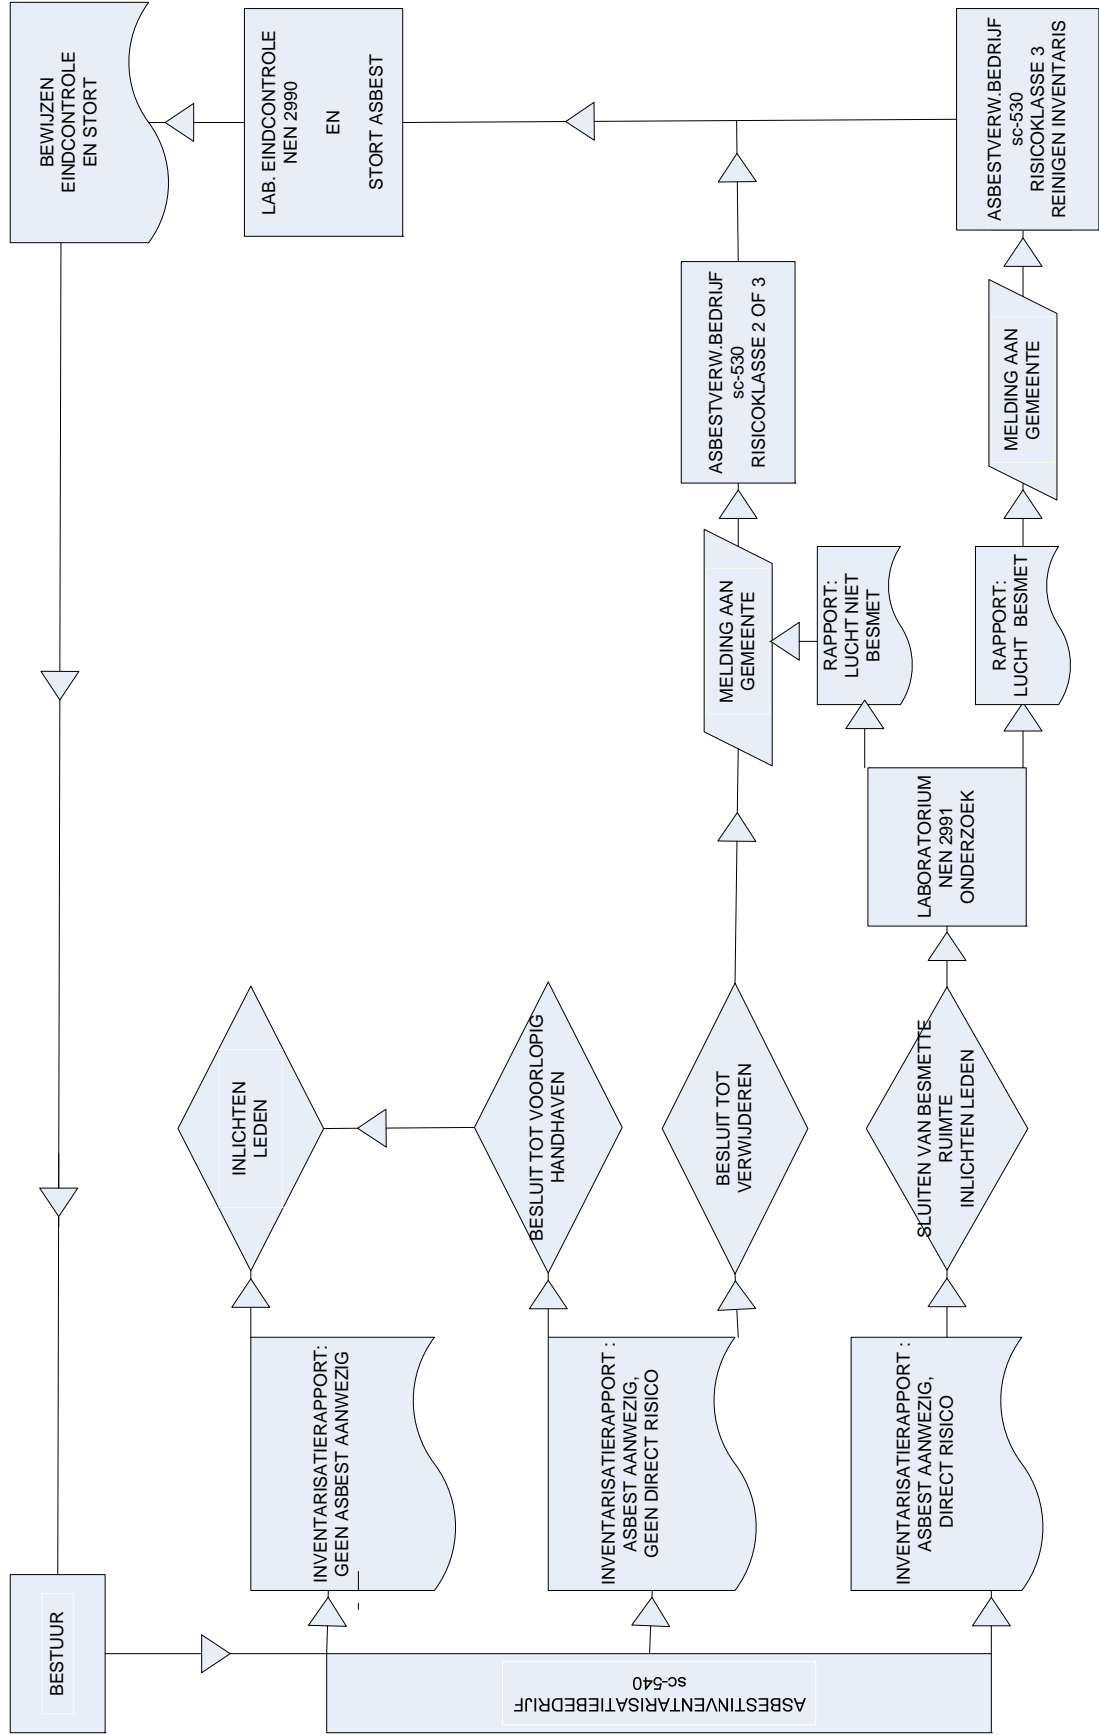 BESTUUR
BEWIJZEN
EINDCONTROLE
EN STORT
ASBESTINVENTARISATIEBEDRIJF
sc-540
INVENTARISATIERAPPORT:
GEEN ASBEST AANWEZIG
INLICHTEN
LEDEN
LAB. EINDCONTROLE
NEN 2990
EN
STORT ASBEST
INVENTARISATIERAPPORT :
ASBEST AANWEZIG,
GEEN DIRECT RISICO
BESLUIT TOT VOORLOPIG
HANDHAVEN
BESLUIT TOT
VERWIJDEREN
MELDING AAN
GEMEENTE
ASBESTVERW.BEDRIJF
sc-530
RISICOKLASSE 2 OF 3
INVENTARISATIERAPPORT :
ASBEST AANWEZIG,
DIRECT RISICO
SLUITEN VAN BESMETTE
RUIMTE
INLICHTEN LEDEN
LABORATORIUM
NEN 2991
ONDERZOEK
RAPPORT:
LUCHT NIET
BESMET
RAPPORT:
LUCHT BESMET
MELDING AAN
GEMEENTE
ASBESTVERW.BEDRIJF
sc-530
RISICOKLASSE 3
REINIGEN INVENTARIS